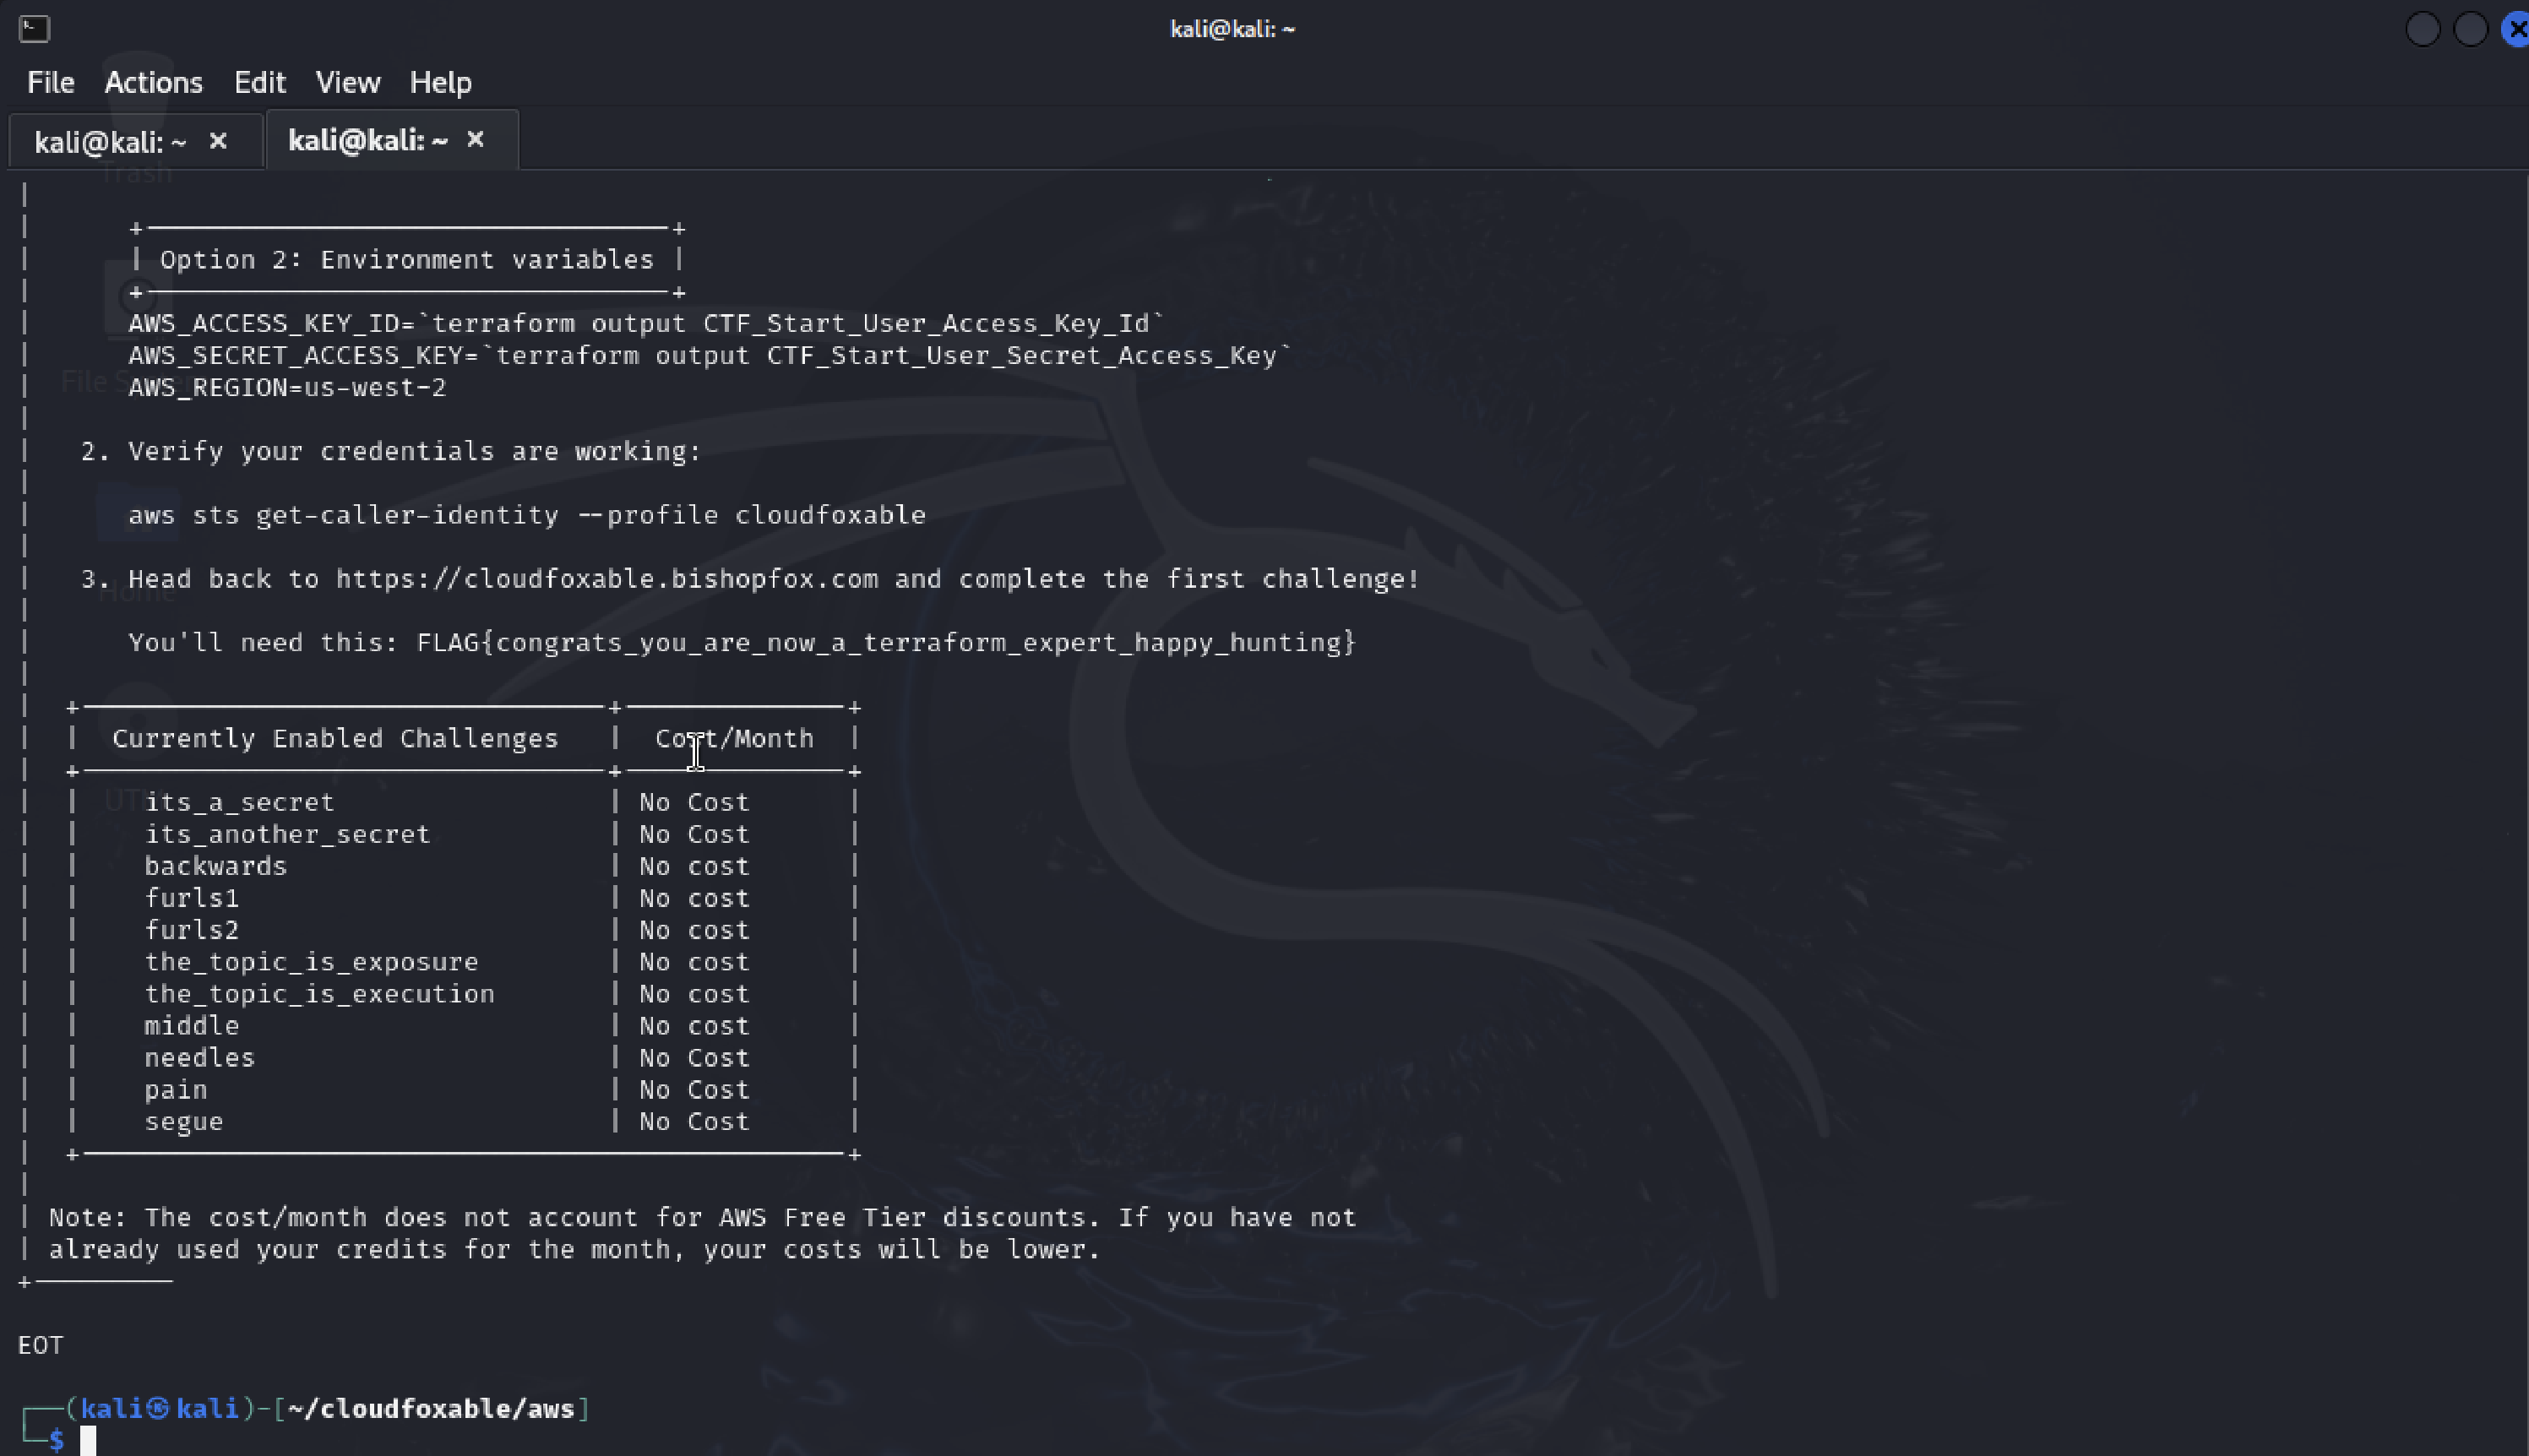 kali@kali: ~
File Actions Edit View Help
kali@kali: ~ × kali@kali: ~ ×
Trash
+—————+
| Option 2: Environment variables |
+—————+
AWS_ACCESS_KEY_ID=`terraform output CTF_Start_User_Access_Key_Id`
AWS_SECRET_ACCESS_KEY=`terraform output CTF_Start_User_Secret_Access_Key`
File System
AWS_REGION=us-west-2
2. Verify your credentials are working:
aws sts get-caller-identity --profile cloudfoxable
3. Head back to https://cloudfoxable.bishopfox.com and complete the first challenge!
Home
You'll need this: FLAG{congrats_you_are_now_a_terraform_expert_happy_hunting}
+—————+—————+
| Currently Enabled Challenges | Cost/Month |
+—————+—————+
| its_a_secret | No Cost |
| its_another_secret | No Cost |
| backwards | No cost |
| furls1 | No cost |
| furls2 | No cost |
| the_topic_is_exposure | No cost |
| the_topic_is_execution | No cost |
| middle | No cost |
| needles | No Cost |
| pain | No Cost |
| segue | No Cost |
+—————+
| Note: The cost/month does not account for AWS Free Tier discounts. If you have not
| already used your credits for the month, your costs will be lower.
+—————
EOT
┌──(kali㉿kali)-[~/cloudfoxable/aws]
└─$